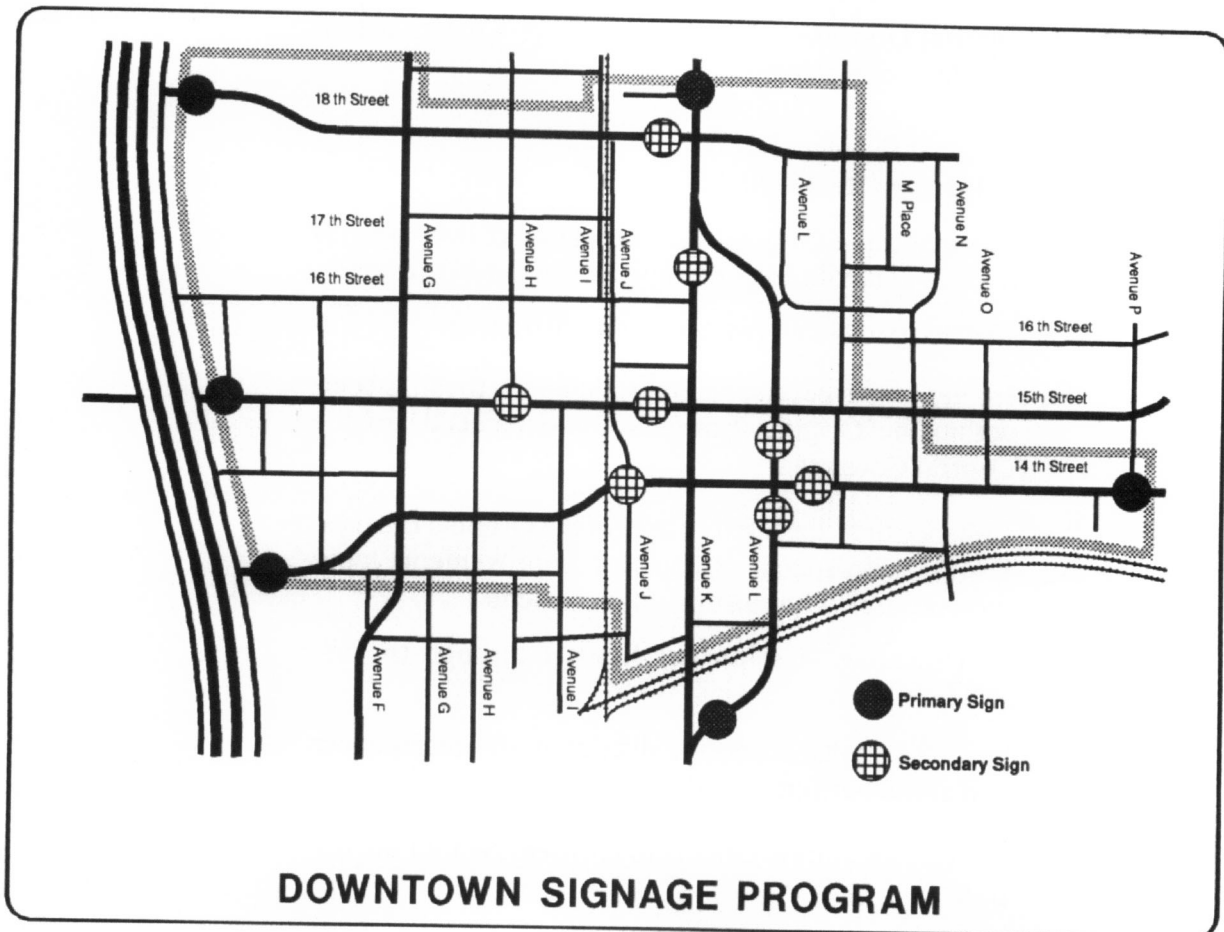 18 th Street
17 th Street
16 th Street
Avenue G
Avenue H
Avenue I
Avenue J
Avenue L
M Place
Avenue N
Avenue O
Avenue P
16 th Street
15th Street
14 th Street
Avenue J
Avenue K
Avenue L
Avenue F
Avenue G
Avenue H
Avenue I
Primary Sign
Secondary Sign
DOWNTOWN SIGNAGE PROGRAM